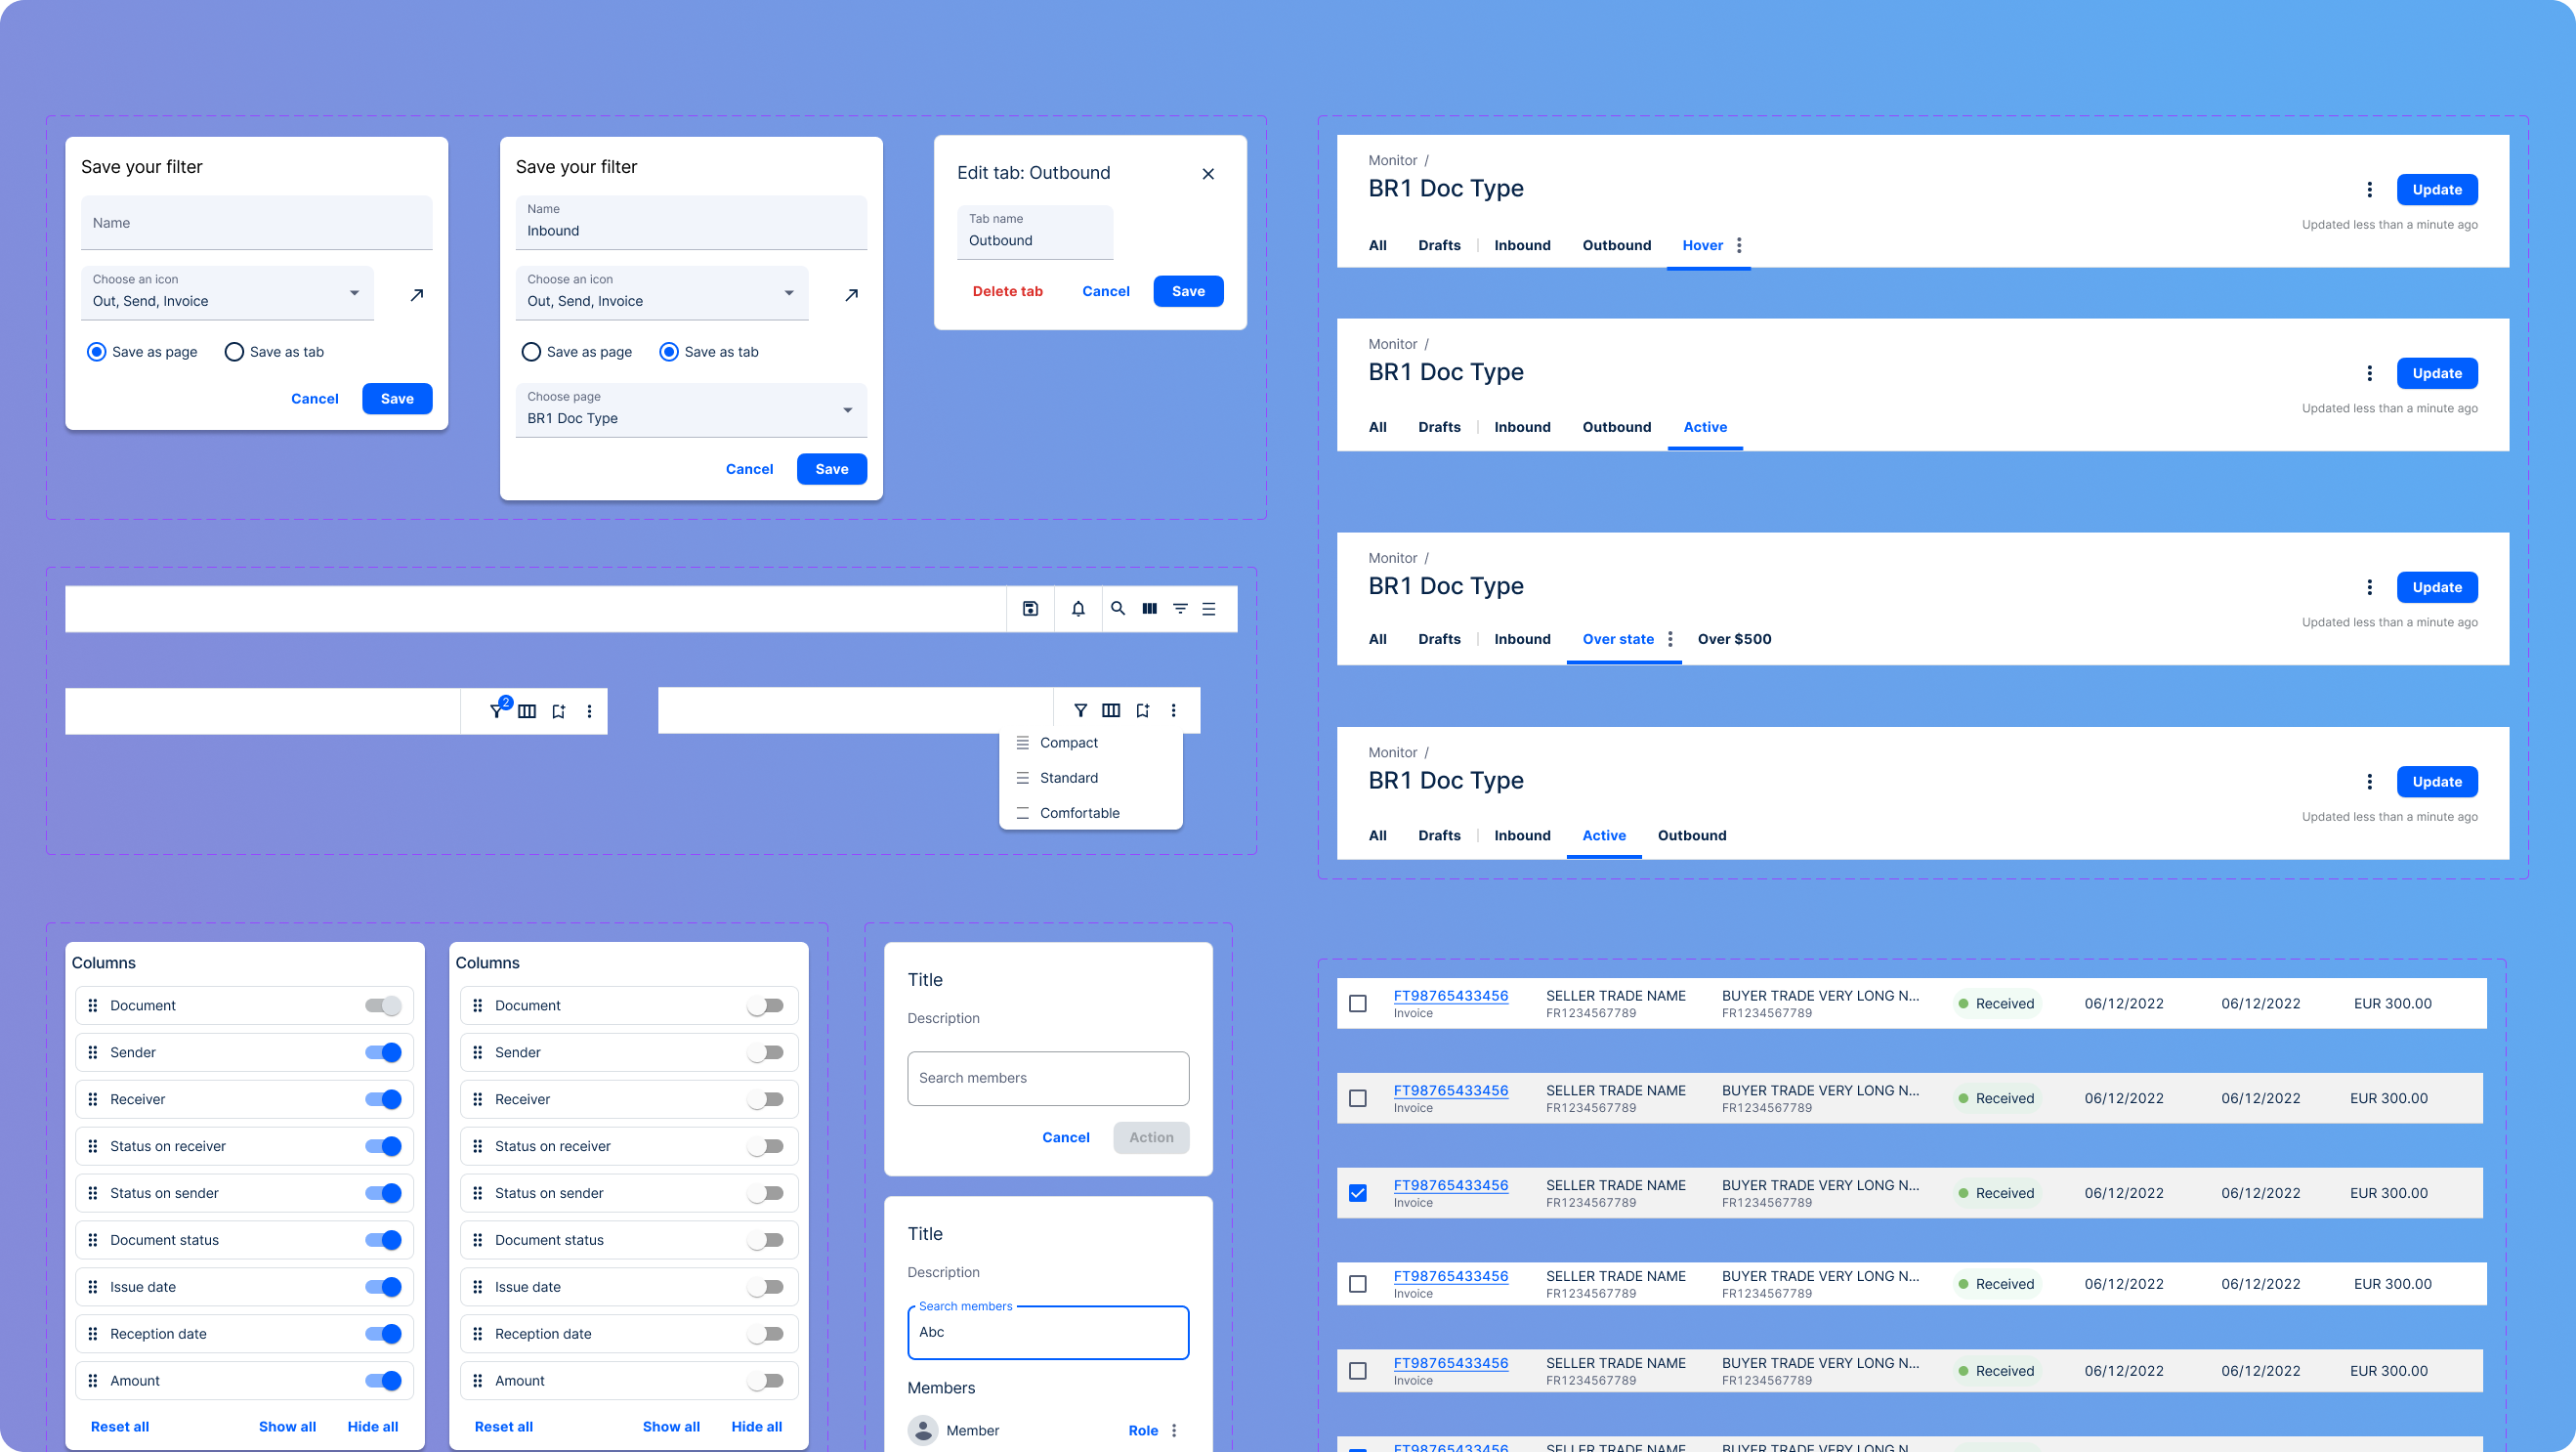 Save your filter
Name
Choose an icon
Out, Send, Invoice
Save as page
Save as tab
Cancel
Save
Save your filter
Name
Inbound
Choose an icon
Out, Send, Invoice
Save as page
Save as tab
Choose page
BR1 Doc Type
Cancel
Save
Edit tab: Outbound
Tab name
Outbound
Delete tab
Cancel
Save
2
Compact
Standard
Comfortable
Monitor /
BR1 Doc Type
Update
Updated less than a minute ago
All Drafts Inbound Outbound Hover
Monitor /
BR1 Doc Type
Update
Updated less than a minute ago
All Drafts Inbound Outbound Active
Monitor /
BR1 Doc Type
Update
Updated less than a minute ago
All Drafts Inbound Over state Over $500
Monitor /
BR1 Doc Type
Update
Updated less than a minute ago
All Drafts Inbound Active Outbound
Columns
Document
Sender
Receiver
Status on receiver
Status on sender
Document status
Issue date
Reception date
Amount
Reset all Show all Hide all
Columns
Document
Sender
Receiver
Status on receiver
Status on sender
Document status
Issue date
Reception date
Amount
Reset all Show all Hide all
Title
Description
Search members
Cancel
Action
Title
Description
Search members
Abc
Members
Member Role
FT98765433456 SELLER TRADE NAME BUYER TRADE VERY LONG N... Received 06/12/2022 06/12/2022 EUR 300.00
Invoice FR1234567789 FR1234567789
FT98765433456 SELLER TRADE NAME BUYER TRADE VERY LONG N... Received 06/12/2022 06/12/2022 EUR 300.00
Invoice FR1234567789 FR1234567789
FT98765433456 SELLER TRADE NAME BUYER TRADE VERY LONG N... Received 06/12/2022 06/12/2022 EUR 300.00
Invoice FR1234567789 FR1234567789
FT98765433456 SELLER TRADE NAME BUYER TRADE VERY LONG N... Received 06/12/2022 06/12/2022 EUR 300.00
Invoice FR1234567789 FR1234567789
FT98765433456 SELLER TRADE NAME BUYER TRADE VERY LONG N... Received 06/12/2022 06/12/2022 EUR 300.00
Invoice FR1234567789 FR1234567789
FT98765433456 SELLER TRADE NAME BUYER TRADE VERY LONG N...